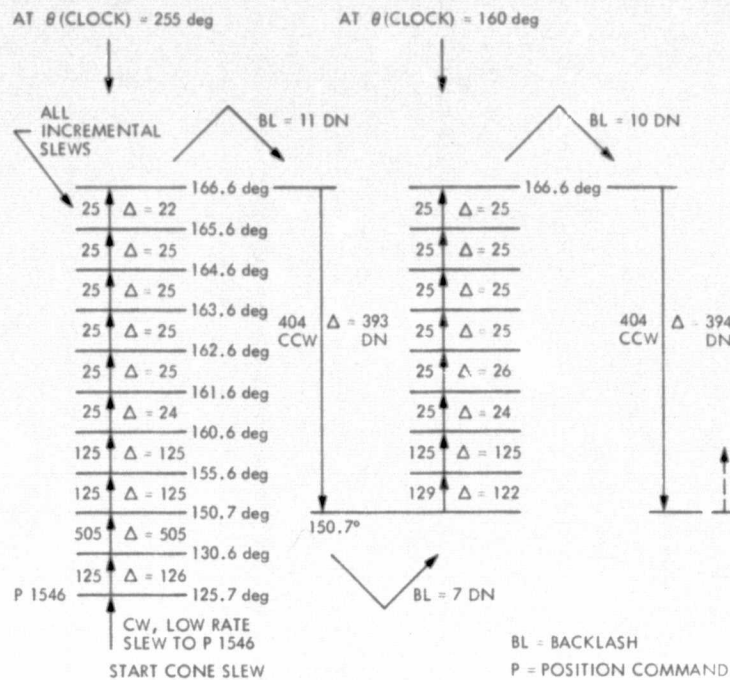 AT θ(CLOCK) = 255 deg
AT θ(CLOCK) = 160 deg
ALL
INCREMENTAL
SLEWS
BL = 11 DN
BL = 10 DN
166.6 deg
166.6 deg
25 Δ = 22
25 Δ = 25
165.6 deg
25 Δ = 25
25 Δ = 25
164.6 deg
25 Δ = 25
25 Δ = 25
163.6 deg
404
CCW
Δ = 393
DN
404
CCW
Δ = 394
DN
25 Δ = 25
25 Δ = 25
162.6 deg
25 Δ = 25
25 Δ = 26
161.6 deg
25 Δ = 24
25 Δ = 24
160.6 deg
125 Δ = 125
125 Δ = 125
155.6 deg
125 Δ = 125
129 Δ = 122
150.7 deg
150.7°
505 Δ = 505
130.6 deg
125 Δ = 126
P 1546
125.7 deg
BL = 7 DN
CW, LOW RATE
SLEW TO P 1546
START CONE SLEW
BL = BACKLASH
P = POSITION COMMAND